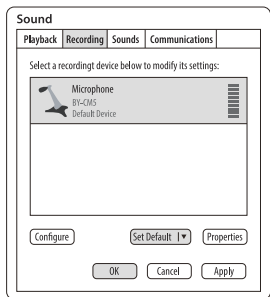 Sound
Playback Recording Sounds Communications
Select a recordingt device below to modify its settings:
Microphone
BY-CM5
Default Device
Configure Set Default Properties
OK Cancel Apply